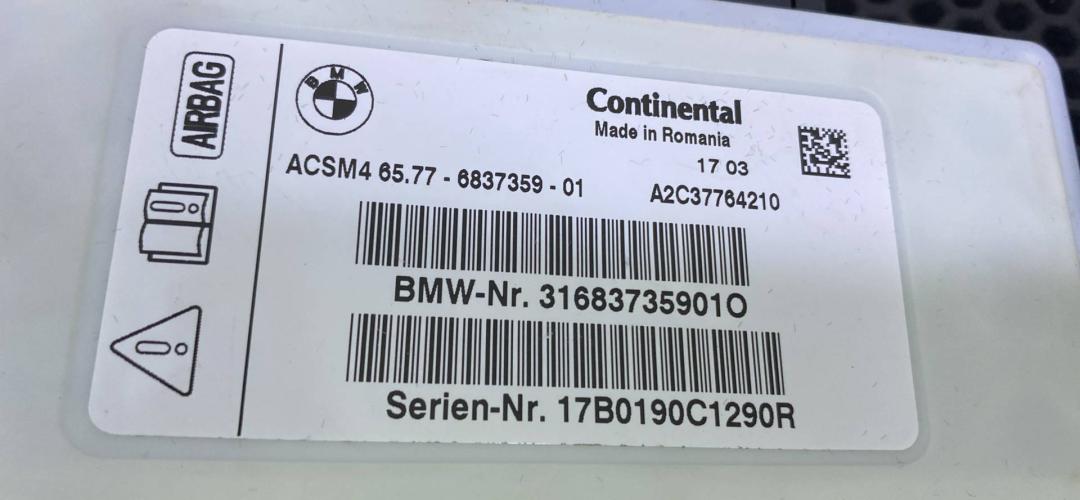 AIRBAG
BMW
Continental
Made in Romania
17 03
ACSM4 65.77 - 6837359 - 01
A2C37764210
BMW-Nr. 31683735901O
Serien-Nr. 17B0190C1290R